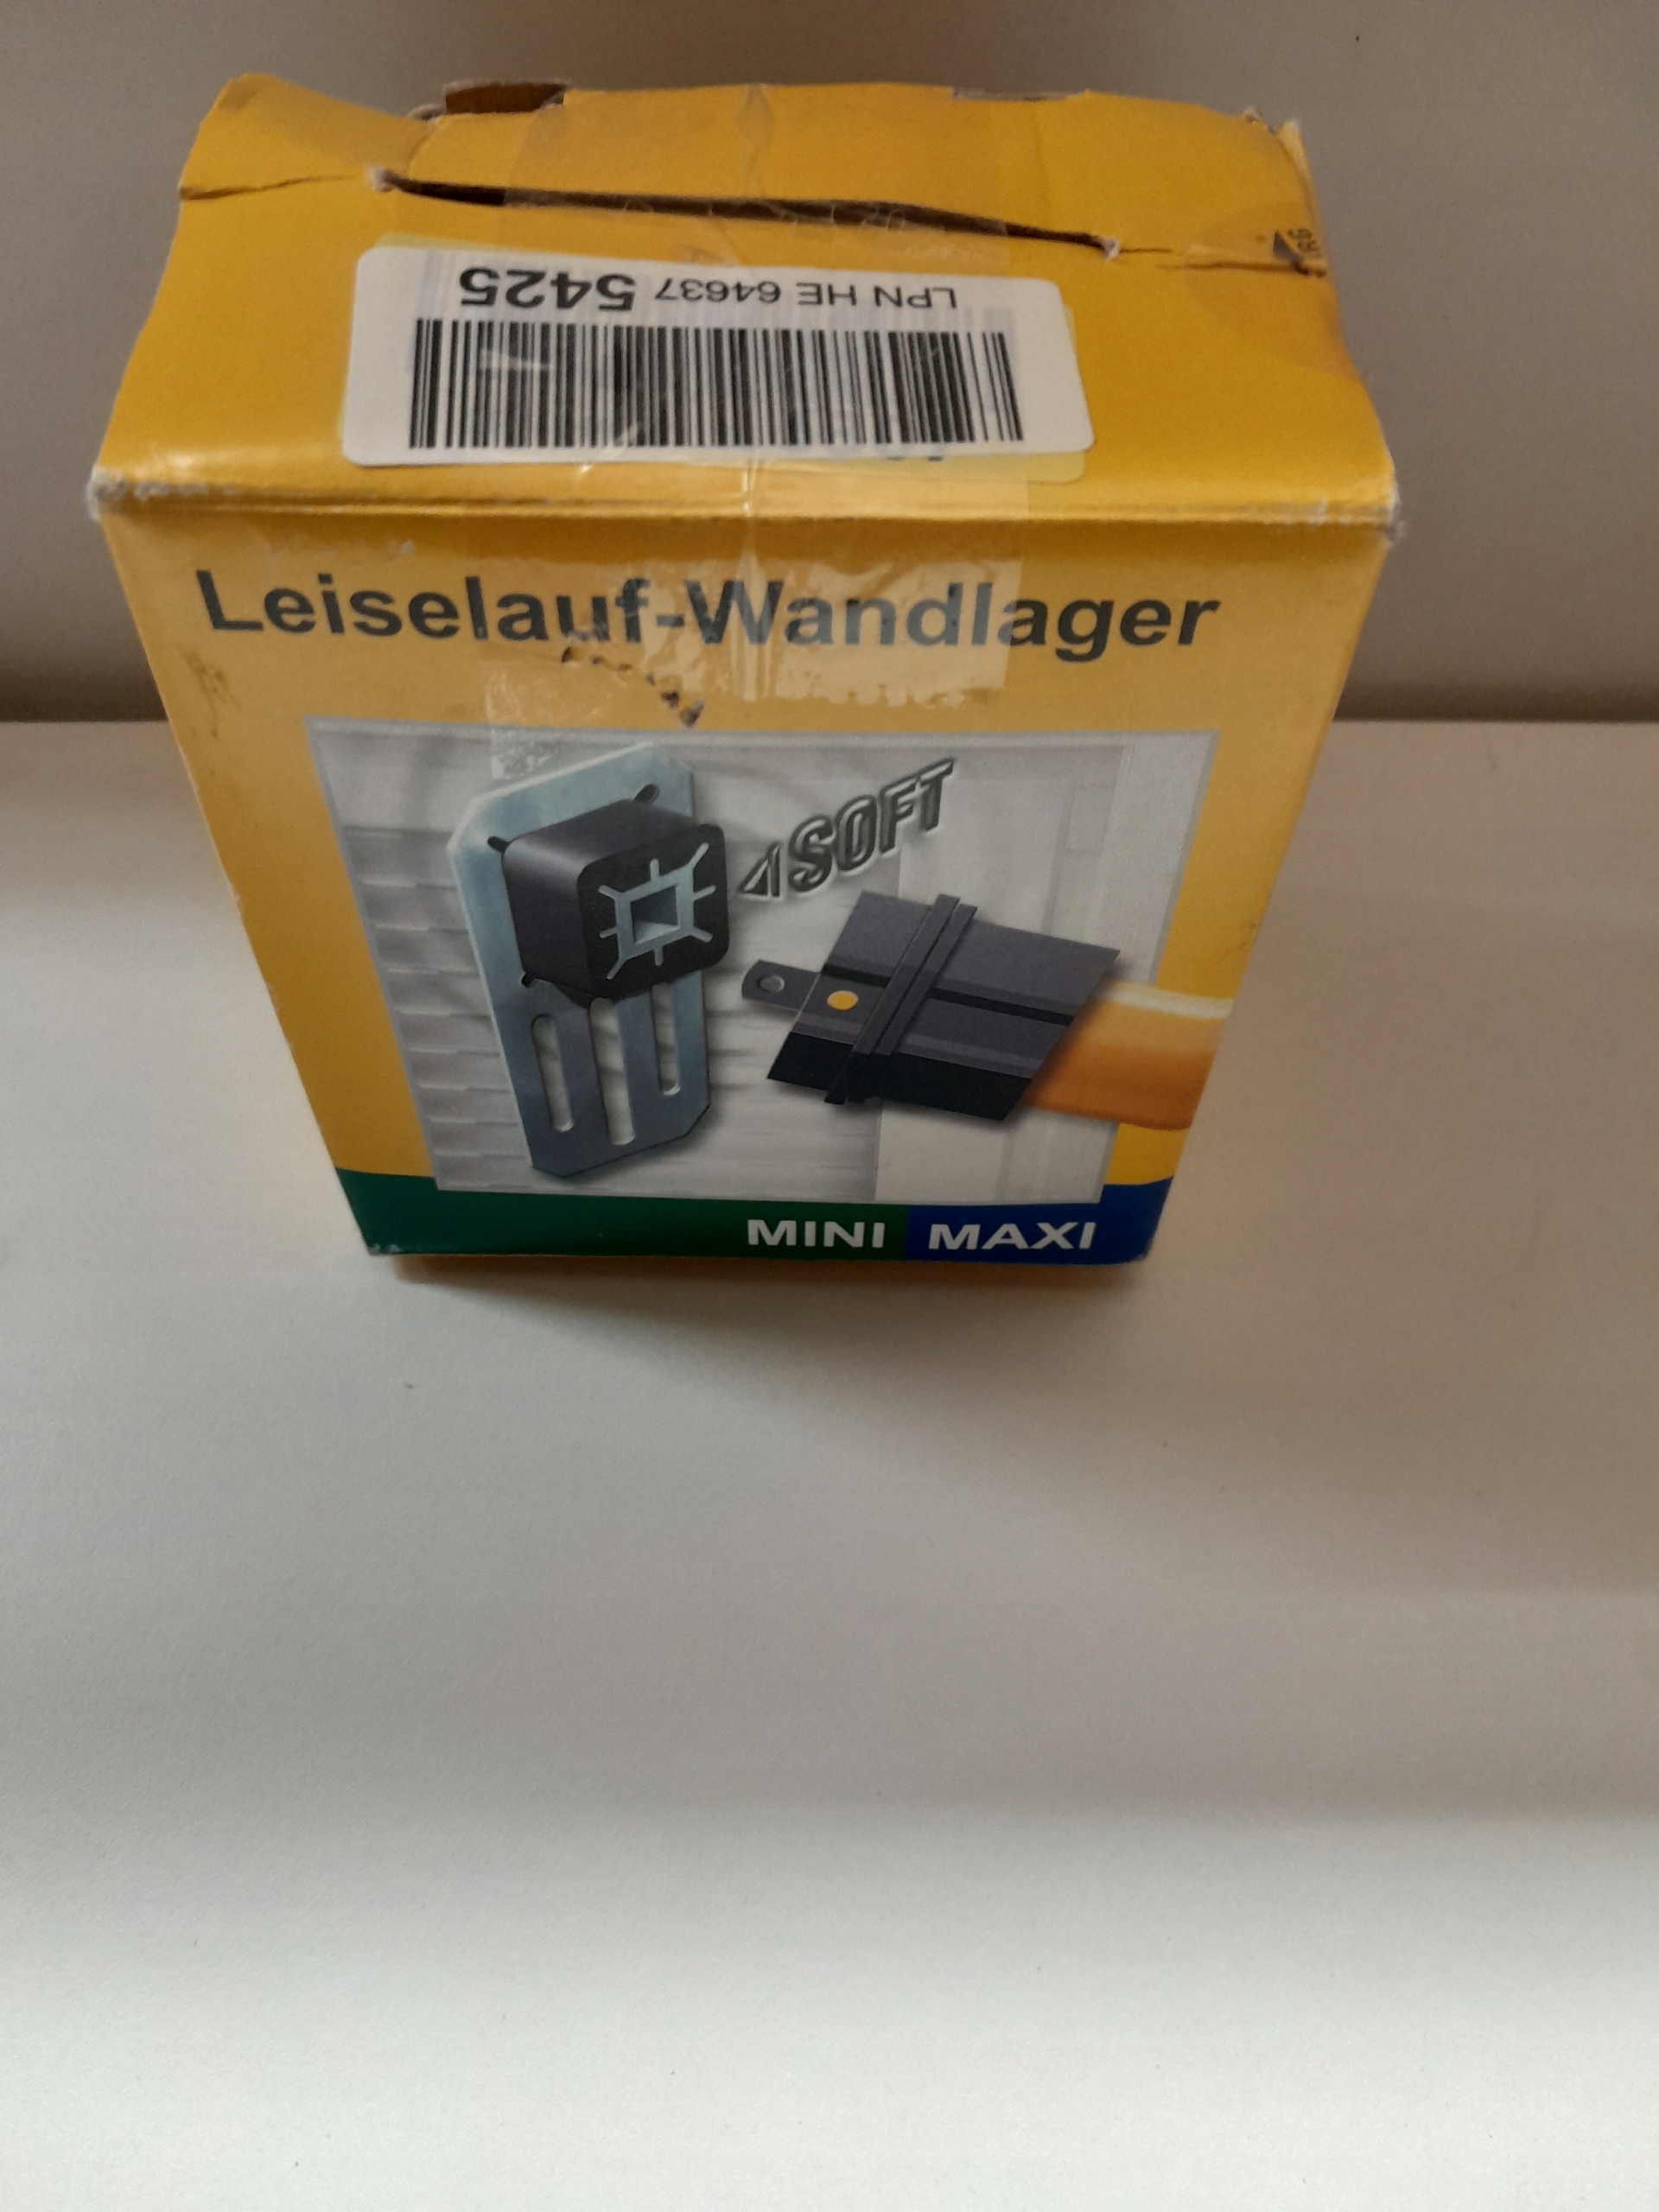 LPN HE 64637 5425
Leiselauf-Wandlager
SOFT
MINI MAXI